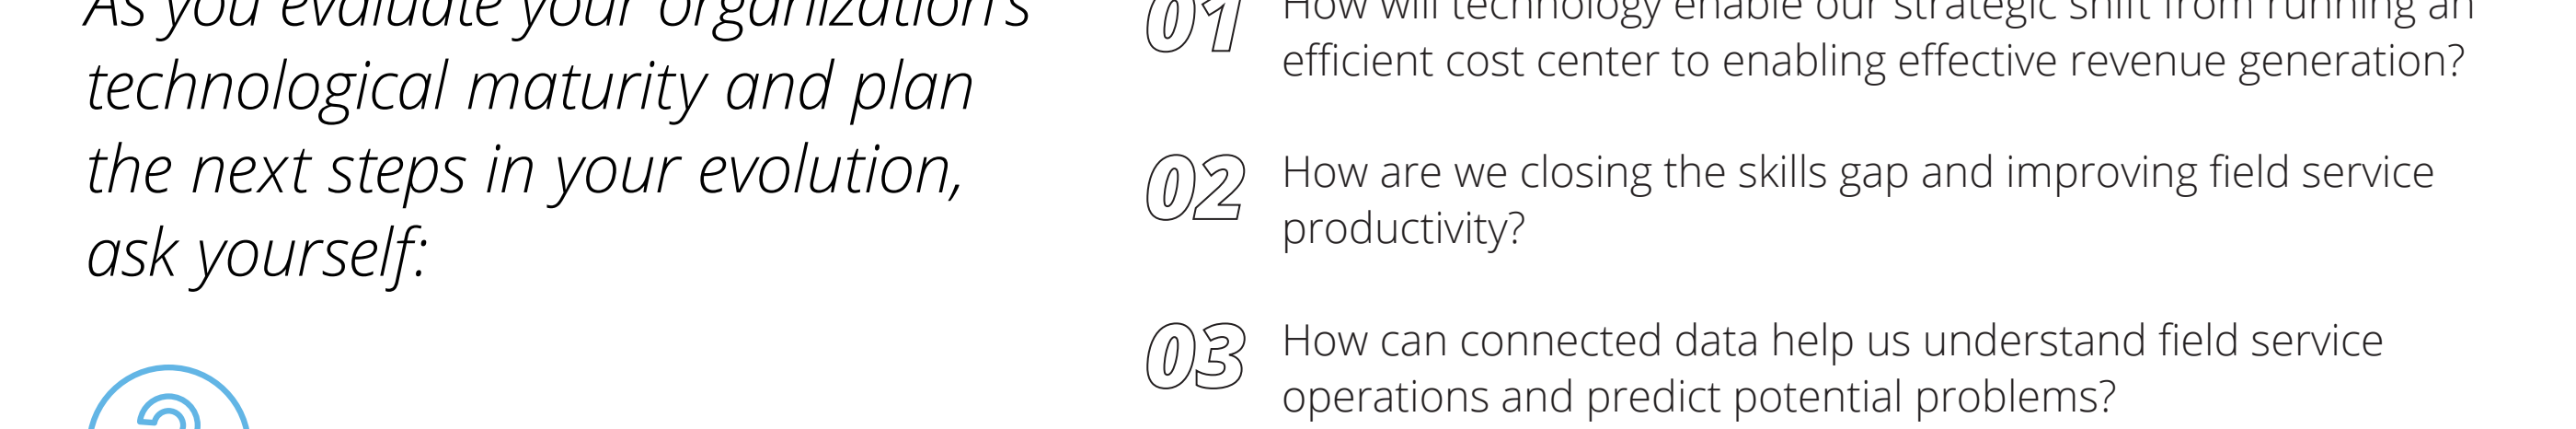 As you evaluate your organization's
technological maturity and plan
the next steps in your evolution,
ask yourself:
01 How will technology enable our strategic shift from running an
efficient cost center to enabling effective revenue generation?
02 How are we closing the skills gap and improving field service
productivity?
03 How can connected data help us understand field service
operations and predict potential problems?
?